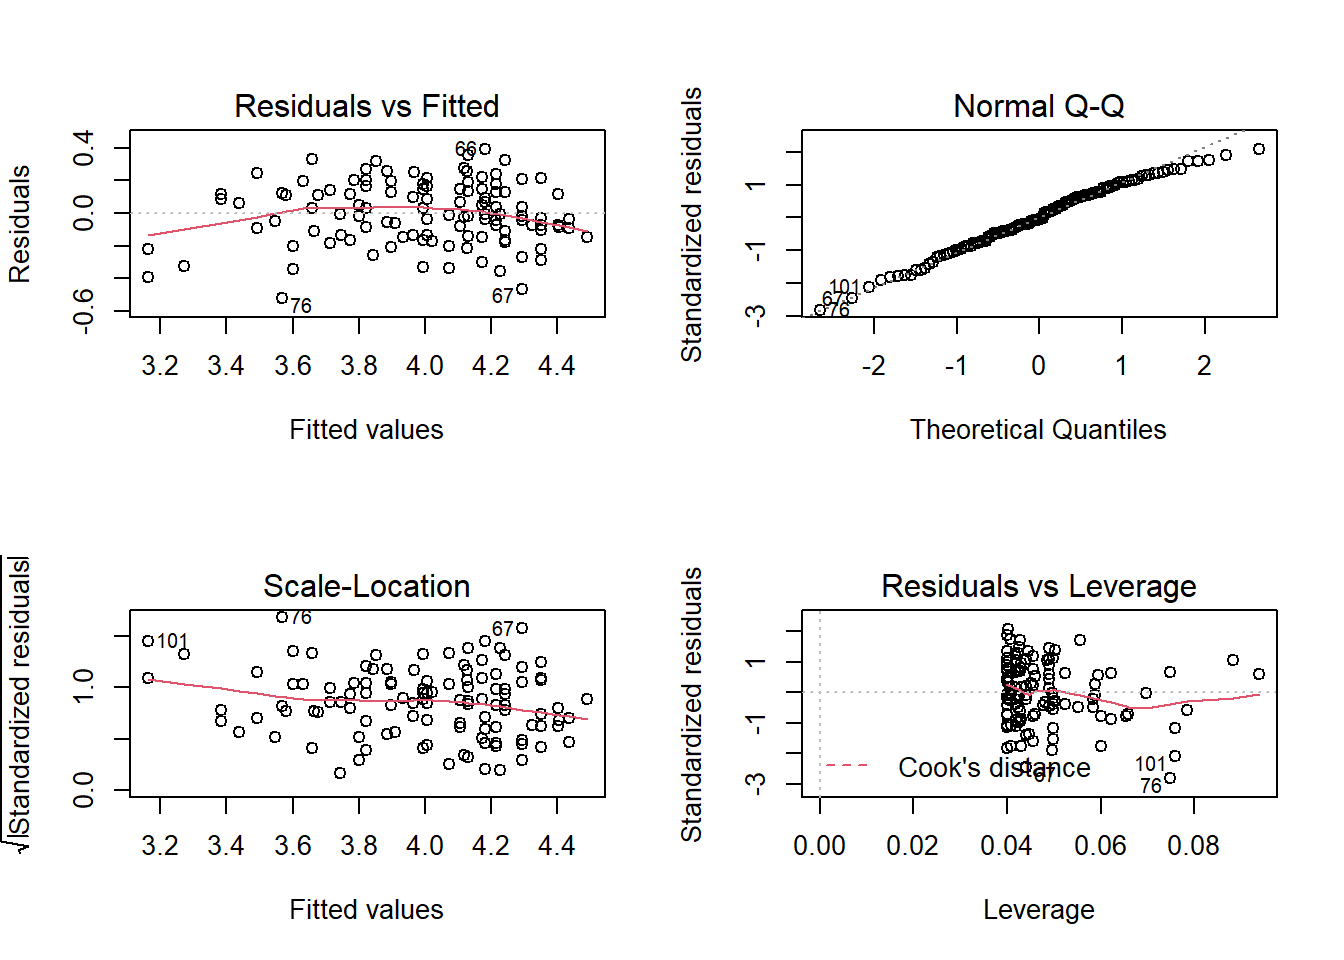 Residuals vs Fitted
Residuals
0.4
0.0
-0.6
66
76
67
3.2 3.4 3.6 3.8 4.0 4.2 4.4
Fitted values
Normal Q-Q
Standardized residuals
1
-1
-3
101
67
76
-2 -1 0 1 2
Theoretical Quantiles
Scale-Location
√|Standardized residuals|
1.0
0.0
101
76
67
3.2 3.4 3.6 3.8 4.0 4.2 4.4
Fitted values
Residuals vs Leverage
Standardized residuals
1
-1
-3
Cook's distance
67
101
76
0.00 0.02 0.04 0.06 0.08
Leverage